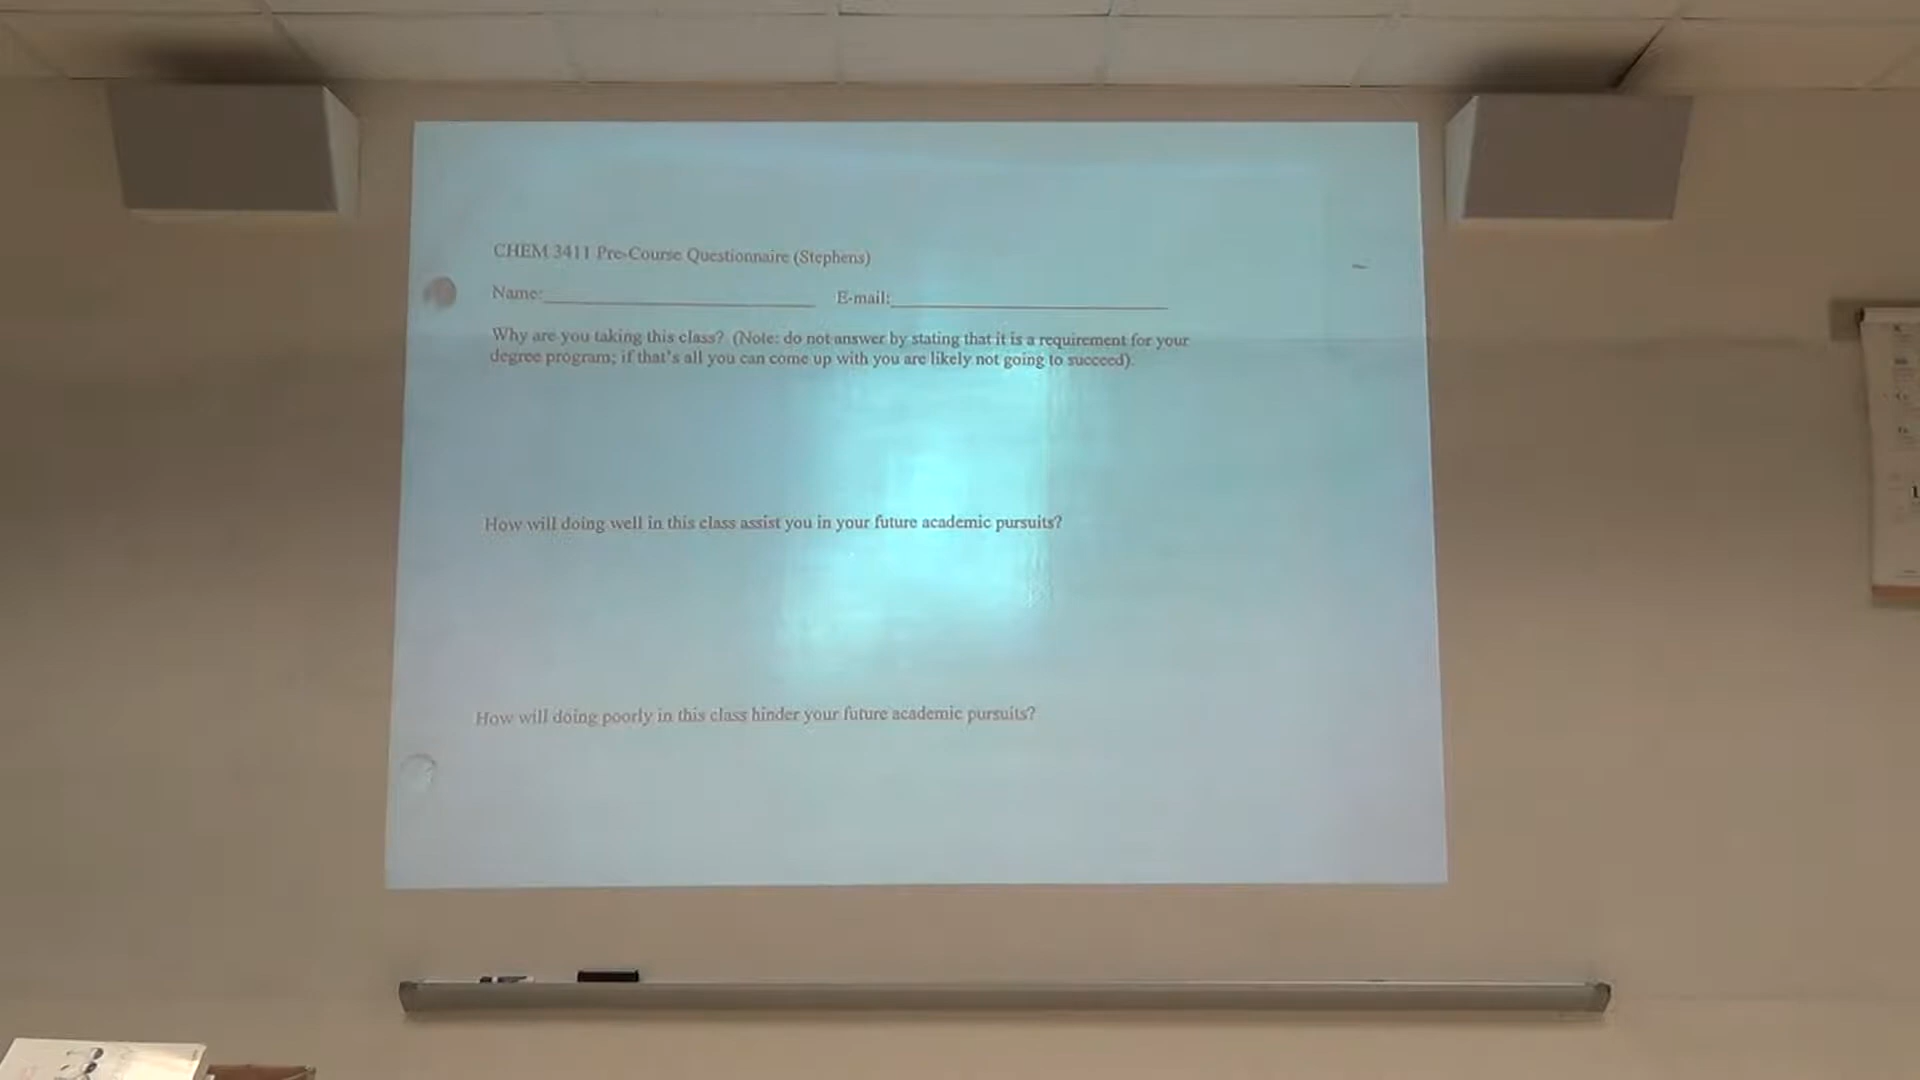 CHEM 3411 Pre-Course Questionnaire (Stephens)
Name: E-mail:
Why are you taking this class? (Note: do not answer by stating that it is a requirement for your
degree program; if that's all you can come up with you are likely not going to succeed).
How will doing well in this class assist you in your future academic pursuits?
How will doing poorly in this class hinder your future academic pursuits?